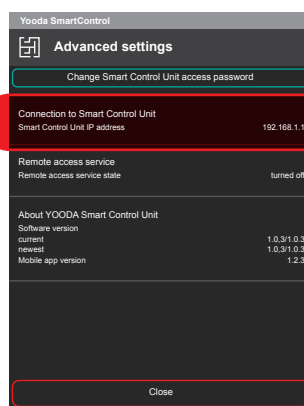 Yooda SmartControl
Advanced settings
Change Smart Control Unit access password
Connection to Smart Control Unit
Smart Control Unit IP address 192.168.1.1
Remote access service
Remote access service state turned off
About YOODA Smart Control Unit
Software version
current 1.0,3/1.0.3
newest 1.0,3/1.0.3
Mobile app version 1.2.3
Close